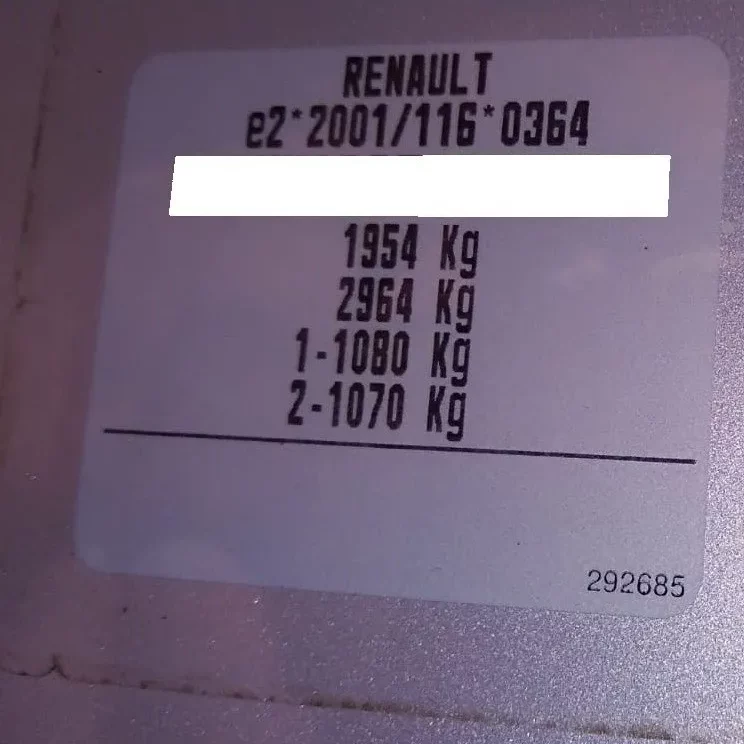 RENAULT
e2*2001/116*0364
1954 Kg
2964 Kg
1-1080 Kg
2-1070 Kg
292685